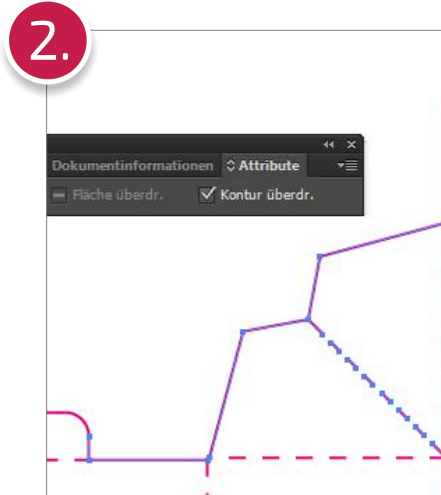 2.
Dokumentinformationen Attribute
Fläche überdr. Kontur überdr.